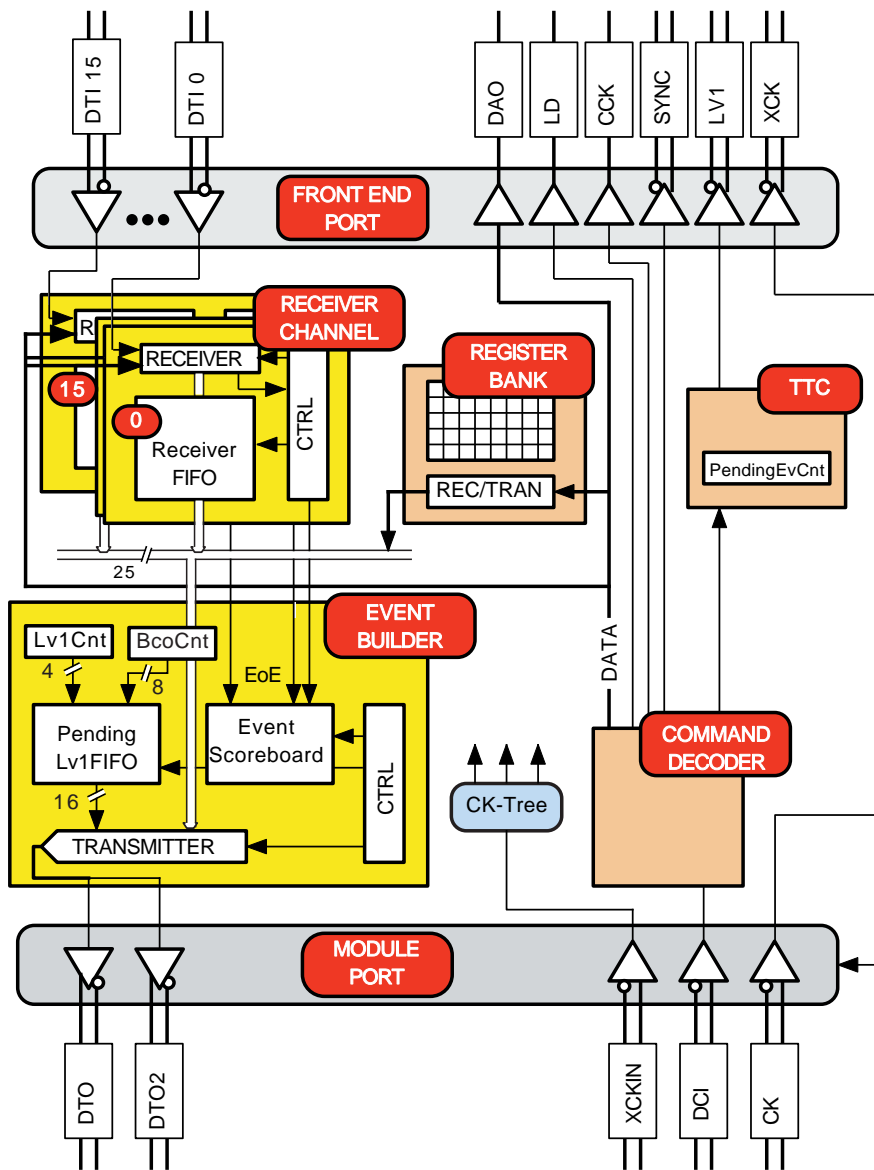 DTI 15
DTI 0
DAO
LD
CCK
SYNC
LV1
XCK
FRONT END
PORT
RECEIVER
CHANNEL
R
RECEIVER
15
0
Receiver
FIFO
CTRL
REGISTER
BANK
REC/TRAN
TTC
PendingEvCnt
25
EVENT
BUILDER
Lv1Cnt
BcoCnt
4
8
EoE
DATA
Pending
Lv1FIFO
Event
Scoreboard
CTRL
16
TRANSMITTER
CK-Tree
COMMAND
DECODER
MODULE
PORT
DTO
DTO2
XCKIN
DCI
CK